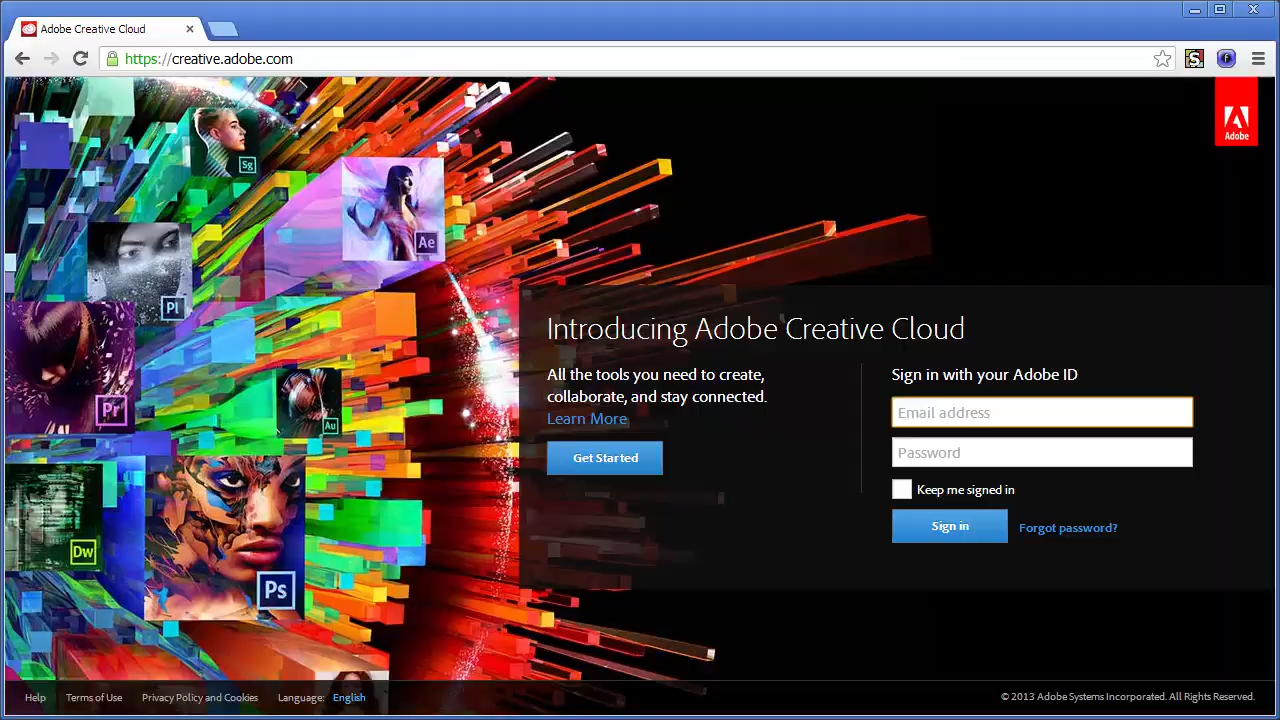 Adobe Creative Cloud
https://creative.adobe.com
S
F
Adobe
Sg
Ae
Pl
Pr
Au
Dw
Ps
Introducing Adobe Creative Cloud
All the tools you need to create,
collaborate, and stay connected.
Learn More
Get Started
Sign in with your Adobe ID
Email address
Password
Keep me signed in
Sign in
Forgot password?
Help
Terms of Use
Privacy Policy and Cookies
Language:
English
© 2013 Adobe Systems Incorporated. All Rights Reserved.